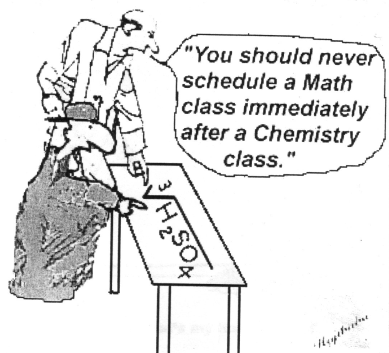 "You should never
schedule a Math
class immediately
after a Chemistry
class."
3
H₂SO₄